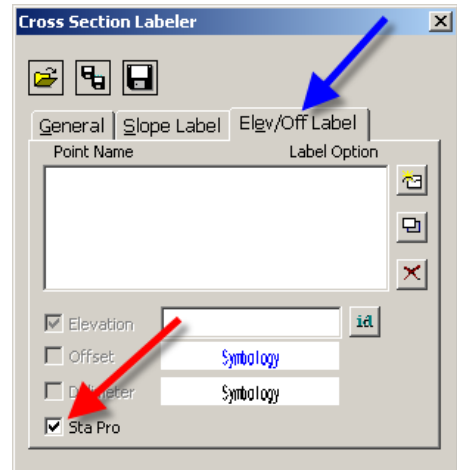 Cross Section Labeler
General Slope Label Elev/Off Label
Point Name Label Option
Elevation id
Offset Symbology
Symbology
Sta Pro